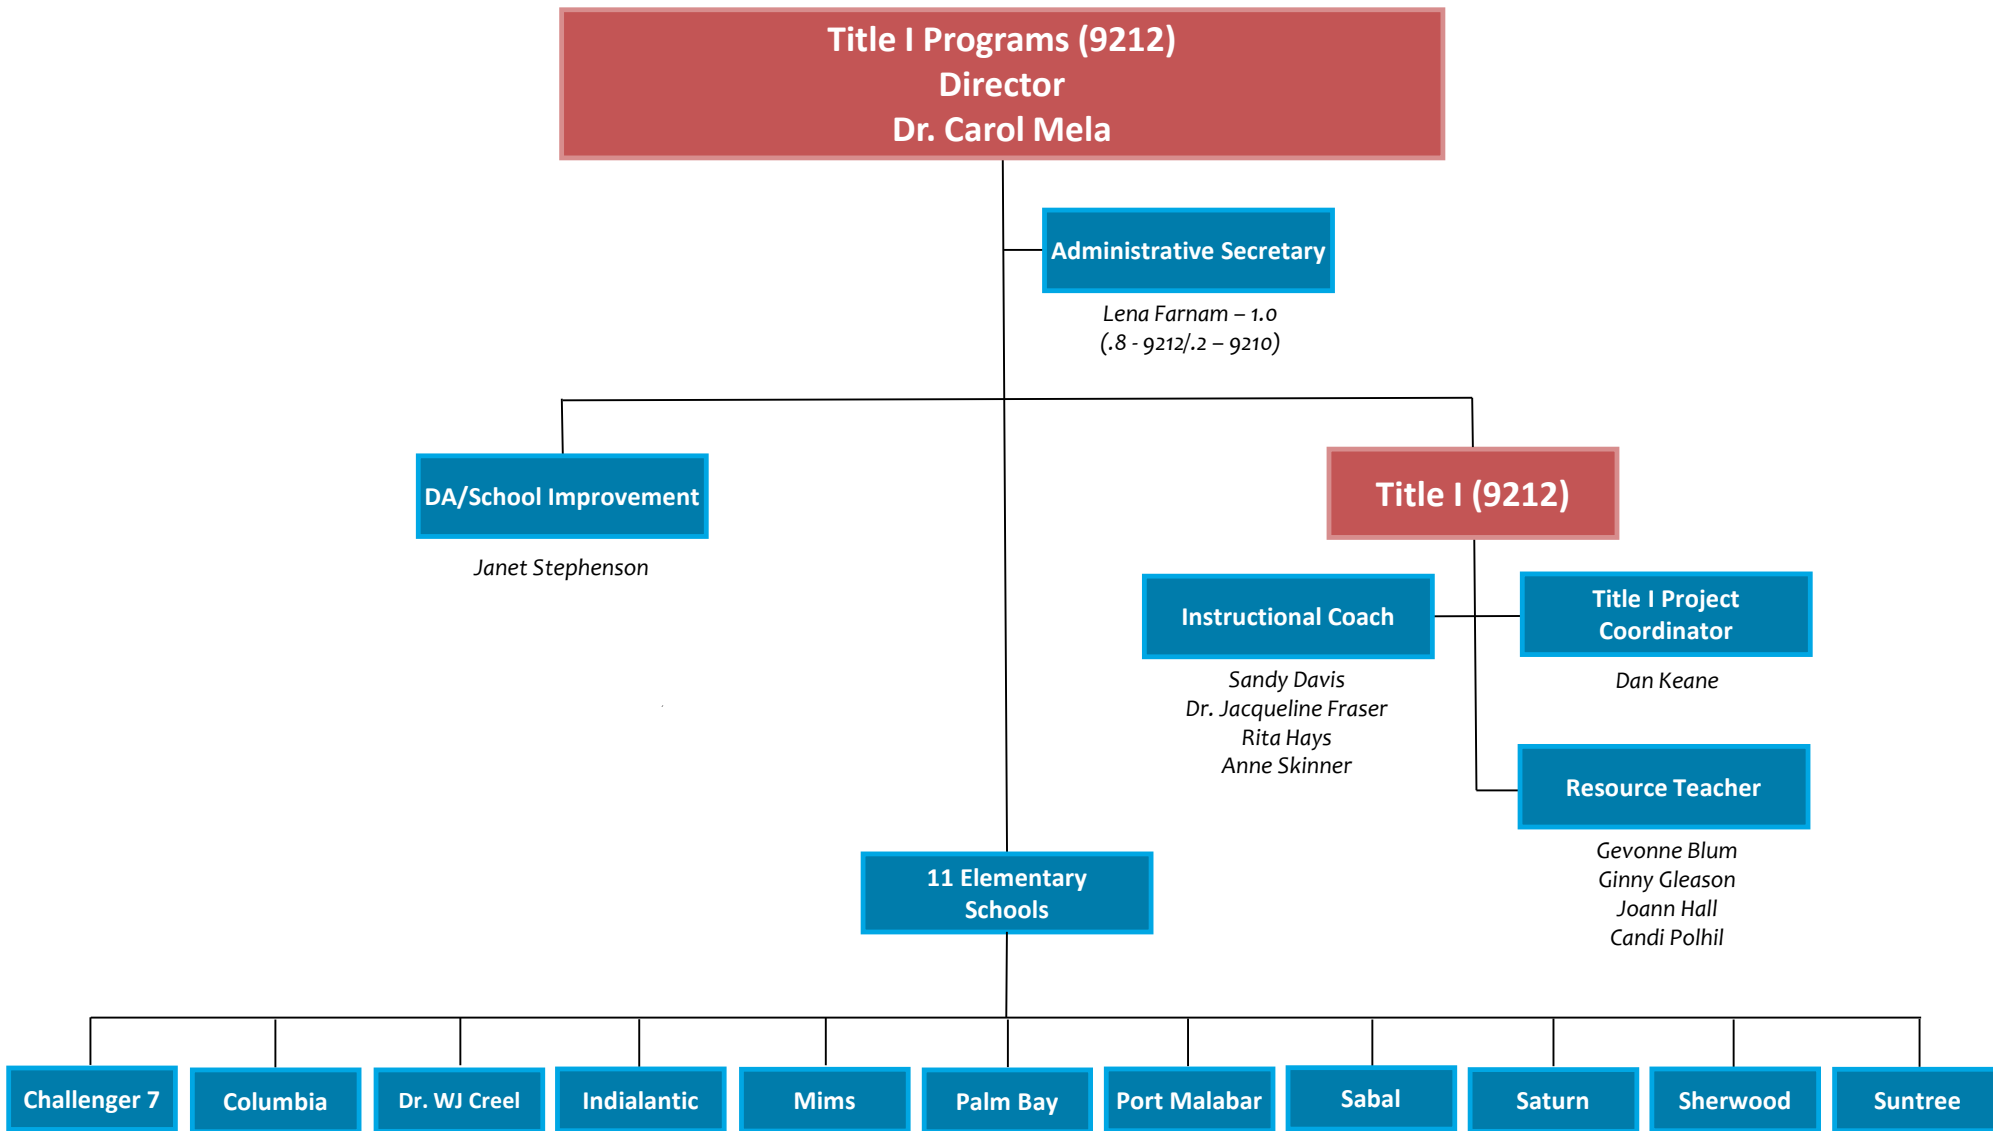 Title I Programs (9212)
Director
Dr. Carol Mela
Administrative Secretary
Lena Farnam – 1.0
(.8 - 9212/.2 – 9210)
DA/School Improvement
Janet Stephenson
Title I (9212)
Instructional Coach
Sandy Davis
Dr. Jacqueline Fraser
Rita Hays
Anne Skinner
Title I Project
Coordinator
Dan Keane
Resource Teacher
Gevonne Blum
Ginny Gleason
Joann Hall
Candi Polhil
11 Elementary
Schools
Challenger 7
Columbia
Dr. WJ Creel
Indialantic
Mims
Palm Bay
Port Malabar
Sabal
Saturn
Sherwood
Suntree